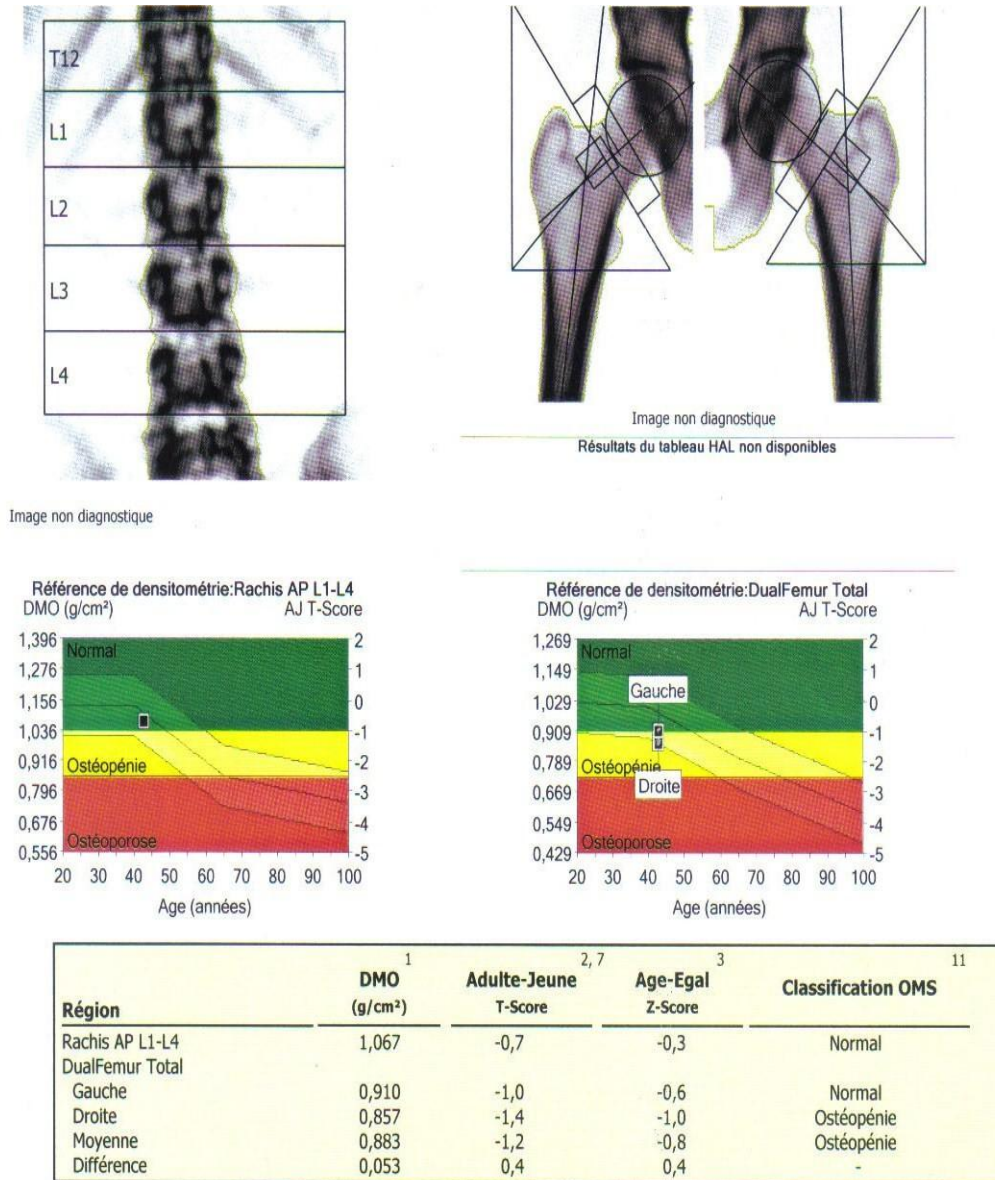 T12
L1
L2
L3
L4
Image non diagnostique
Image non diagnostique
Résultats du tableau HAL non disponibles
Référence de densitométrie:Rachis AP L1-L4
DMO (g/cm²) AJ T-Score
1,396 2
Normal
1,276 1
1,156 0
1,036 -1
0,916 -2
Ostéopénie
0,796 -3
0,676 -4
Ostéoporose
0,556 -5
20 30 40 50 60 70 80 90 100
Age (années)
Référence de densitométrie:DualFemur Total
DMO (g/cm²) AJ T-Score
1,269 2
Normal
1,149 1
Gauche
1,029 0
0,909 -1
0,789 -2
Ostéopénie
Droite
0,669 -3
0,549 -4
Ostéoporose
0,429 -5
20 30 40 50 60 70 80 90 100
Age (années)
1 2, 7 3 11
DMO Adulte-Jeune Age-Egal Classification OMS
Région (g/cm²) T-Score Z-Score
Rachis AP L1-L4 1,067 -0,7 -0,3 Normal
DualFemur Total
Gauche 0,910 -1,0 -0,6 Normal
Droite 0,857 -1,4 -1,0 Ostéopénie
Moyenne 0,883 -1,2 -0,8 Ostéopénie
Différence 0,053 0,4 0,4 -